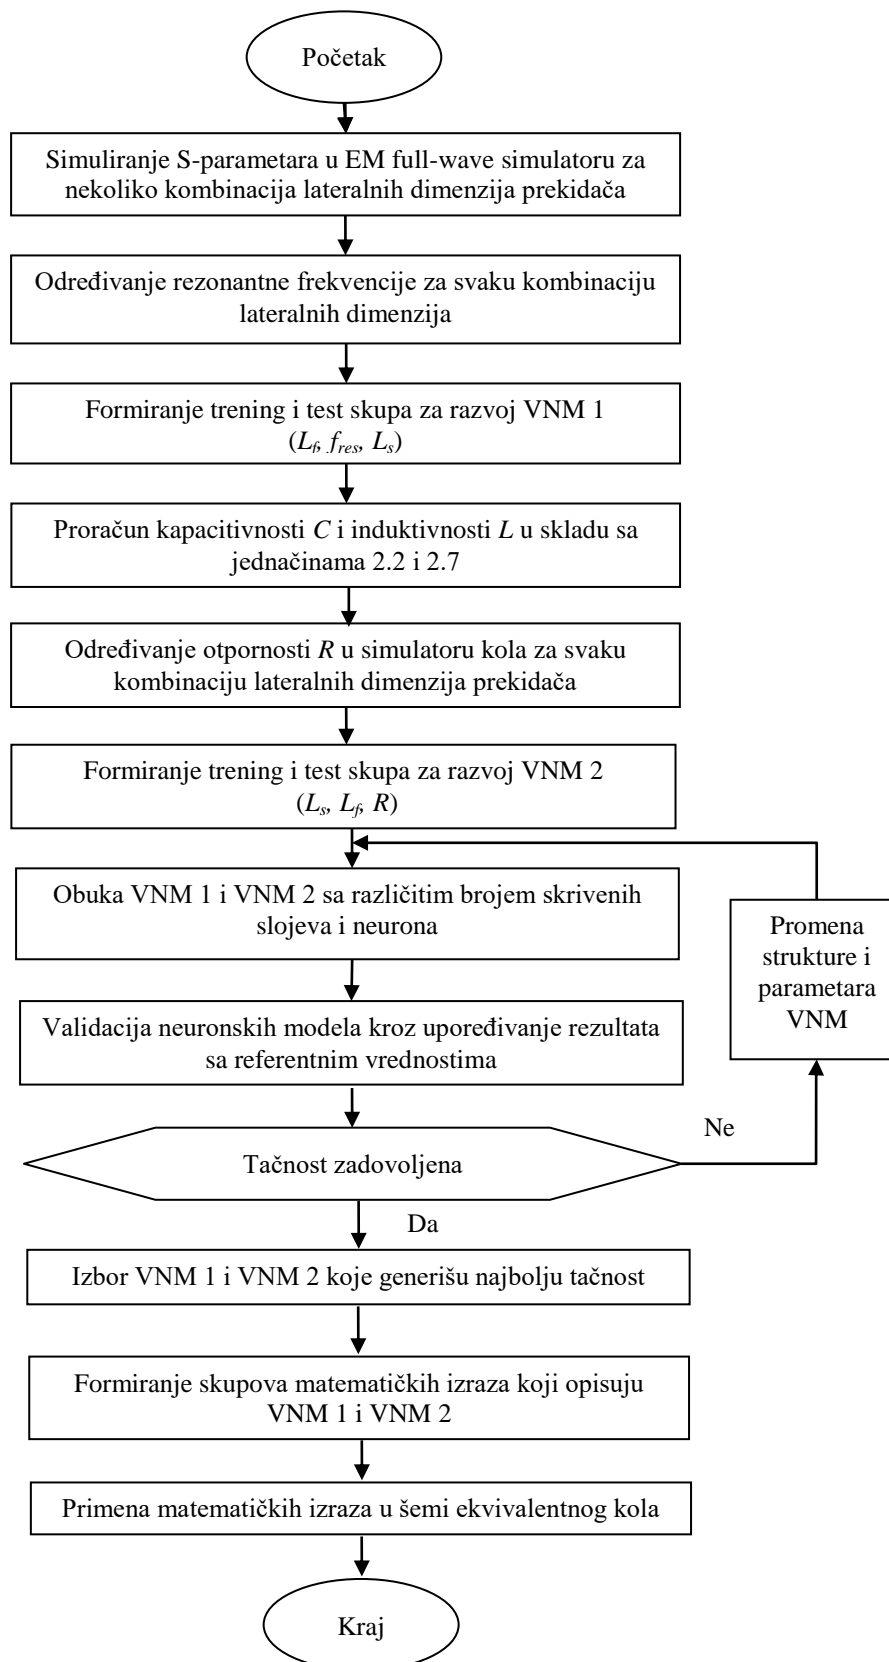 Početak
Simuliranje S-parametara u EM full-wave simulatoru za
nekoliko kombinacija lateralnih dimenzija prekidača
Određivanje rezonantne frekvencije za svaku kombinaciju
lateralnih dimenzija
Formiranje trening i test skupa za razvoj VNM 1
(Lf, fres, Ls)
Proračun kapacitivnosti C i induktivnosti L u skladu sa
jednačinama 2.2 i 2.7
Određivanje otpornosti R u simulatoru kola za svaku
kombinaciju lateralnih dimenzija prekidača
Formiranje trening i test skupa za razvoj VNM 2
(Ls, Lf, R)
Obuka VNM 1 i VNM 2 sa različitim brojem skrivenih
slojeva i neurona
Promena
strukture i
parametara
VNM
Validacija neuronskih modela kroz upoređivanje rezultata
sa referentnim vrednostima
Ne
Tačnost zadovoljena
Da
Izbor VNM 1 i VNM 2 koje generišu najbolju tačnost
Formiranje skupova matematičkih izraza koji opisuju
VNM 1 i VNM 2
Primena matematičkih izraza u šemi ekvivalentnog kola
Kraj